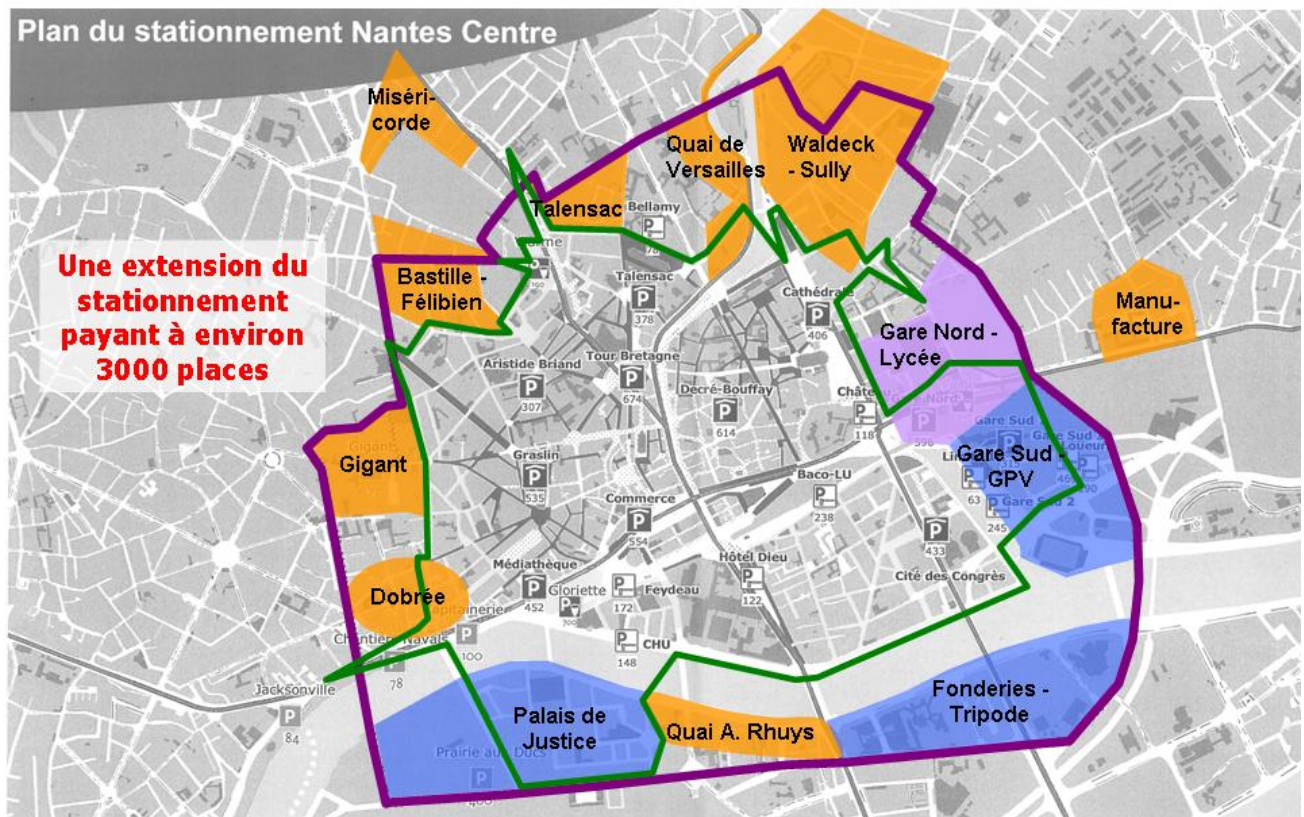 Plan du stationnement Nantes Centre
Miséri-
corde
Quai de
Versailles
Waldeck
- Sully
Talensac
Bellamy
Talensac
378
Cathédrale
406
Une extension du
stationnement
payant à environ
3000 places
Bastille -
Félibien
Manu-
facture
Gare Nord -
Lycée
Aristide Briand
307
Tour Bretagne
674
Decré-Bouffay
614
118
Gigant
Graslin
535
Commerce
554
Baco-LU
238
Gare Sud -
GPV
63
245
Gare Sud 2
433
Cité des Congrès
Dobrée
Médiathèque
452
Gloriette
172
Feydeau
Hôtel Dieu
122
148
CHU
Chantiers Navals
78
100
Jacksonville
84
Palais de
Justice
Prairie aux Ducs
Quai A. Rhuys
Fonderies -
Tripode